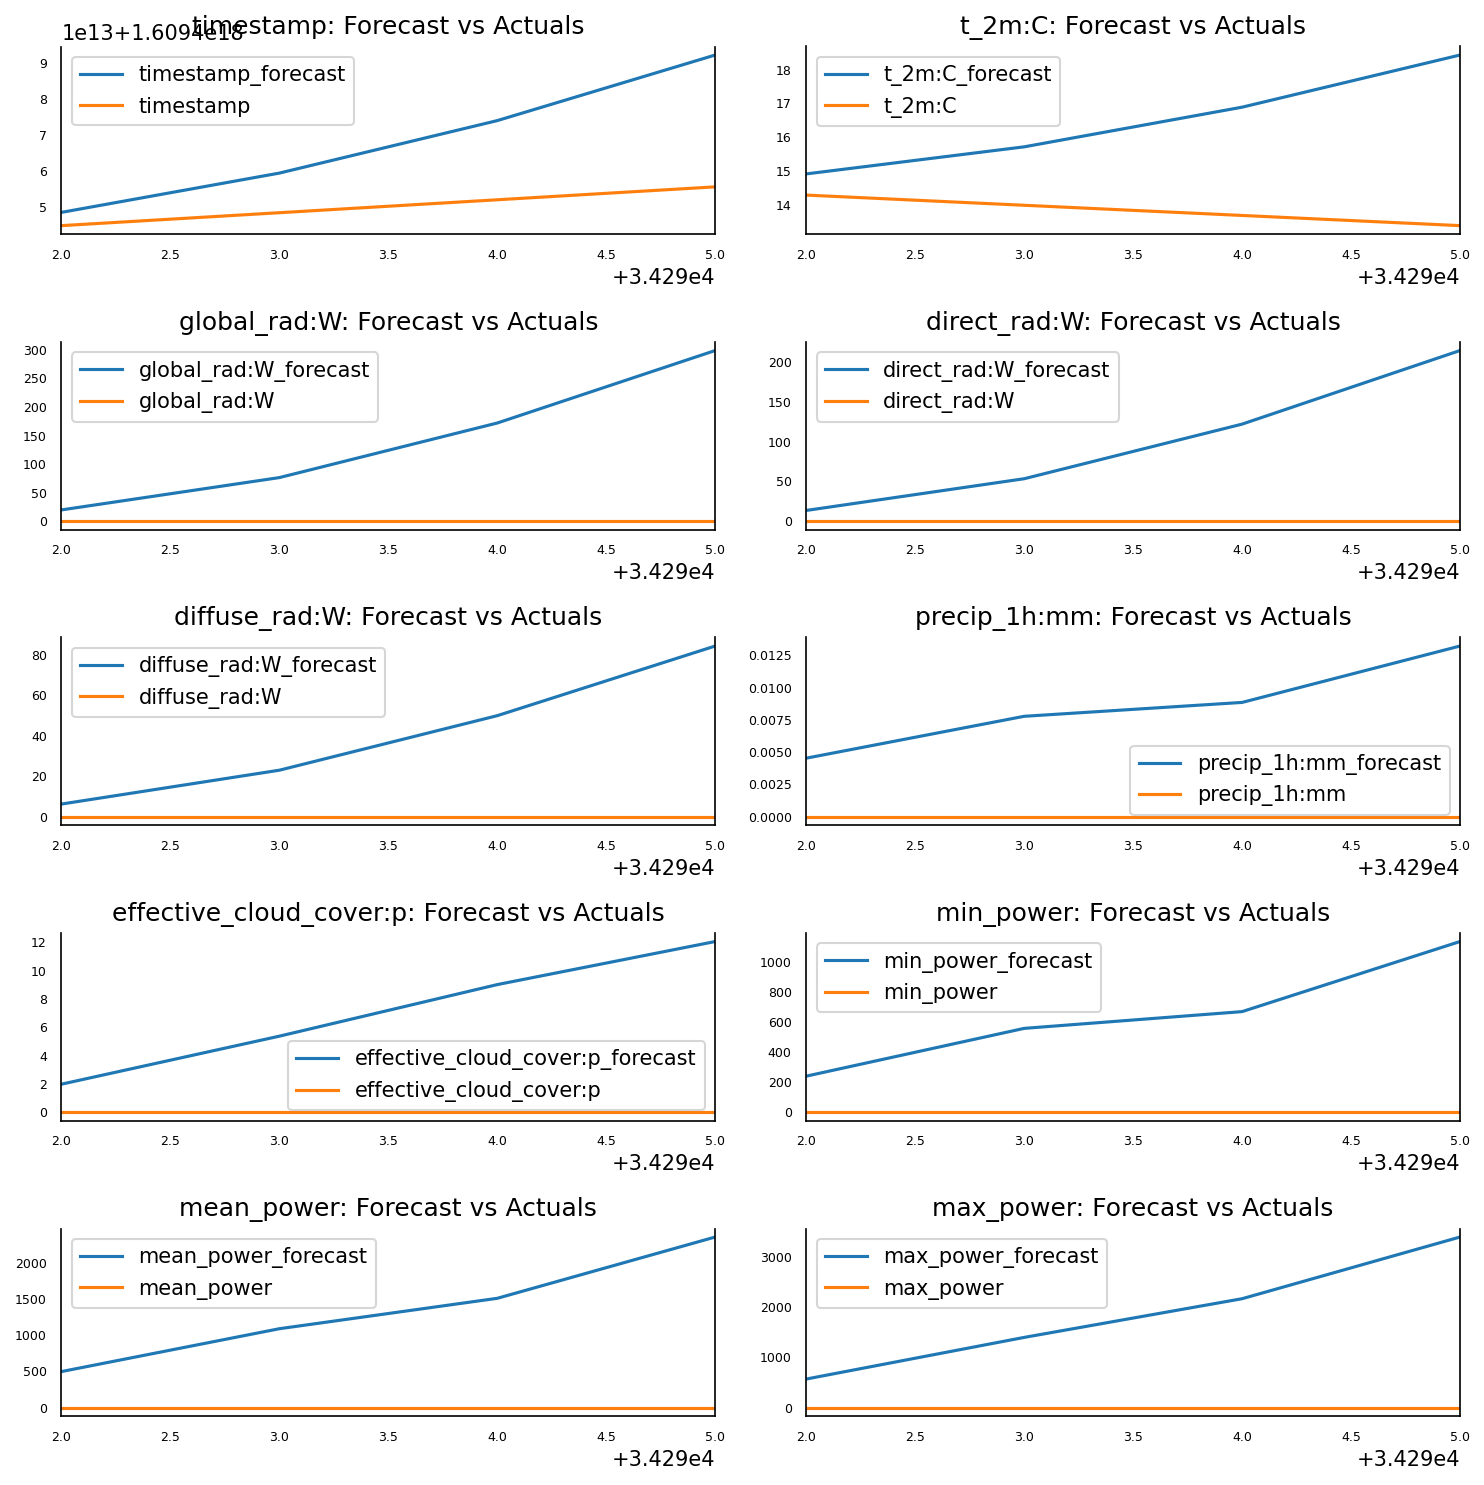 timestamp: Forecast vs Actuals
1e13+1.6094e18
timestamp_forecast
timestamp
9
8
7
6
5
2.0 2.5 3.0 3.5 4.0 4.5 5.0
+3.429e4
t_2m:C: Forecast vs Actuals
t_2m:C_forecast
t_2m:C
18
17
16
15
14
2.0 2.5 3.0 3.5 4.0 4.5 5.0
+3.429e4
global_rad:W: Forecast vs Actuals
global_rad:W_forecast
global_rad:W
300
250
200
150
100
50
0
2.0 2.5 3.0 3.5 4.0 4.5 5.0
+3.429e4
direct_rad:W: Forecast vs Actuals
direct_rad:W_forecast
direct_rad:W
200
150
100
50
0
2.0 2.5 3.0 3.5 4.0 4.5 5.0
+3.429e4
diffuse_rad:W: Forecast vs Actuals
diffuse_rad:W_forecast
diffuse_rad:W
80
60
40
20
0
2.0 2.5 3.0 3.5 4.0 4.5 5.0
+3.429e4
precip_1h:mm: Forecast vs Actuals
0.0125
0.0100
0.0075
0.0050
0.0025
0.0000
precip_1h:mm_forecast
precip_1h:mm
2.0 2.5 3.0 3.5 4.0 4.5 5.0
+3.429e4
effective_cloud_cover:p: Forecast vs Actuals
12
10
8
6
4
2
0
effective_cloud_cover:p_forecast
effective_cloud_cover:p
2.0 2.5 3.0 3.5 4.0 4.5 5.0
+3.429e4
min_power: Forecast vs Actuals
min_power_forecast
min_power
1000
800
600
400
200
0
2.0 2.5 3.0 3.5 4.0 4.5 5.0
+3.429e4
mean_power: Forecast vs Actuals
mean_power_forecast
mean_power
2000
1500
1000
500
0
2.0 2.5 3.0 3.5 4.0 4.5 5.0
+3.429e4
max_power: Forecast vs Actuals
max_power_forecast
max_power
3000
2000
1000
0
2.0 2.5 3.0 3.5 4.0 4.5 5.0
+3.429e4